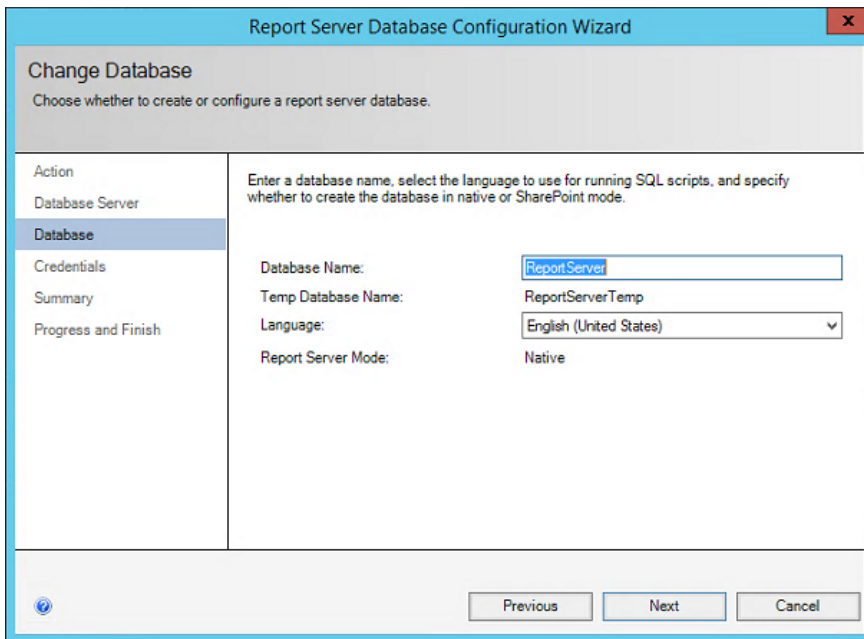 Report Server Database Configuration Wizard
x
Change Database
Choose whether to create or configure a report server database.
Action
Database Server
Database
Credentials
Summary
Progress and Finish
Enter a database name, select the language to use for running SQL scripts, and specify
whether to create the database in native or SharePoint mode.
Database Name: ReportServer
Temp Database Name: ReportServerTemp
Language: English (United States)
Report Server Mode: Native
?
Previous Next Cancel